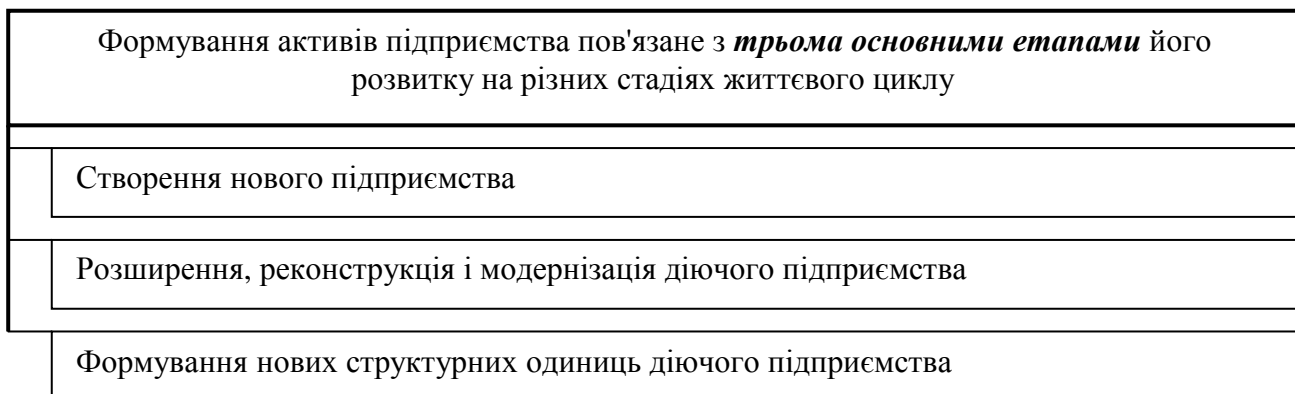 Формування активів підприємства пов'язане з трьома основними етапами його
розвитку на різних стадіях життєвого циклу
Створення нового підприємства
Розширення, реконструкція і модернізація діючого підприємства
Формування нових структурних одиниць діючого підприємства